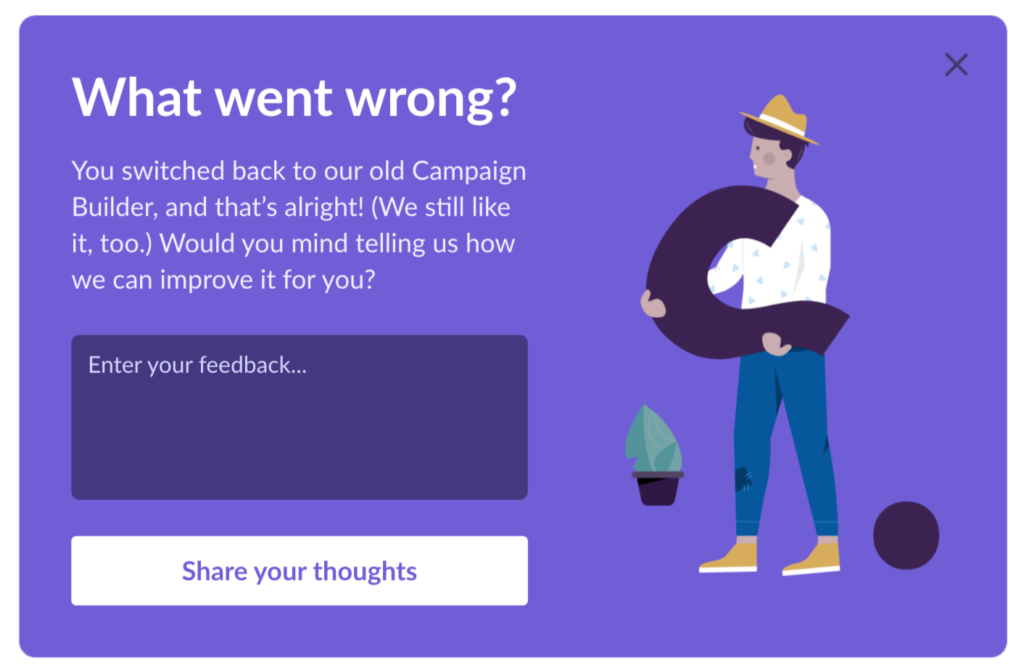 What went wrong?
You switched back to our old Campaign
Builder, and that’s alright! (We still like
it, too.) Would you mind telling us how
we can improve it for you?
Enter your feedback...
Share your thoughts